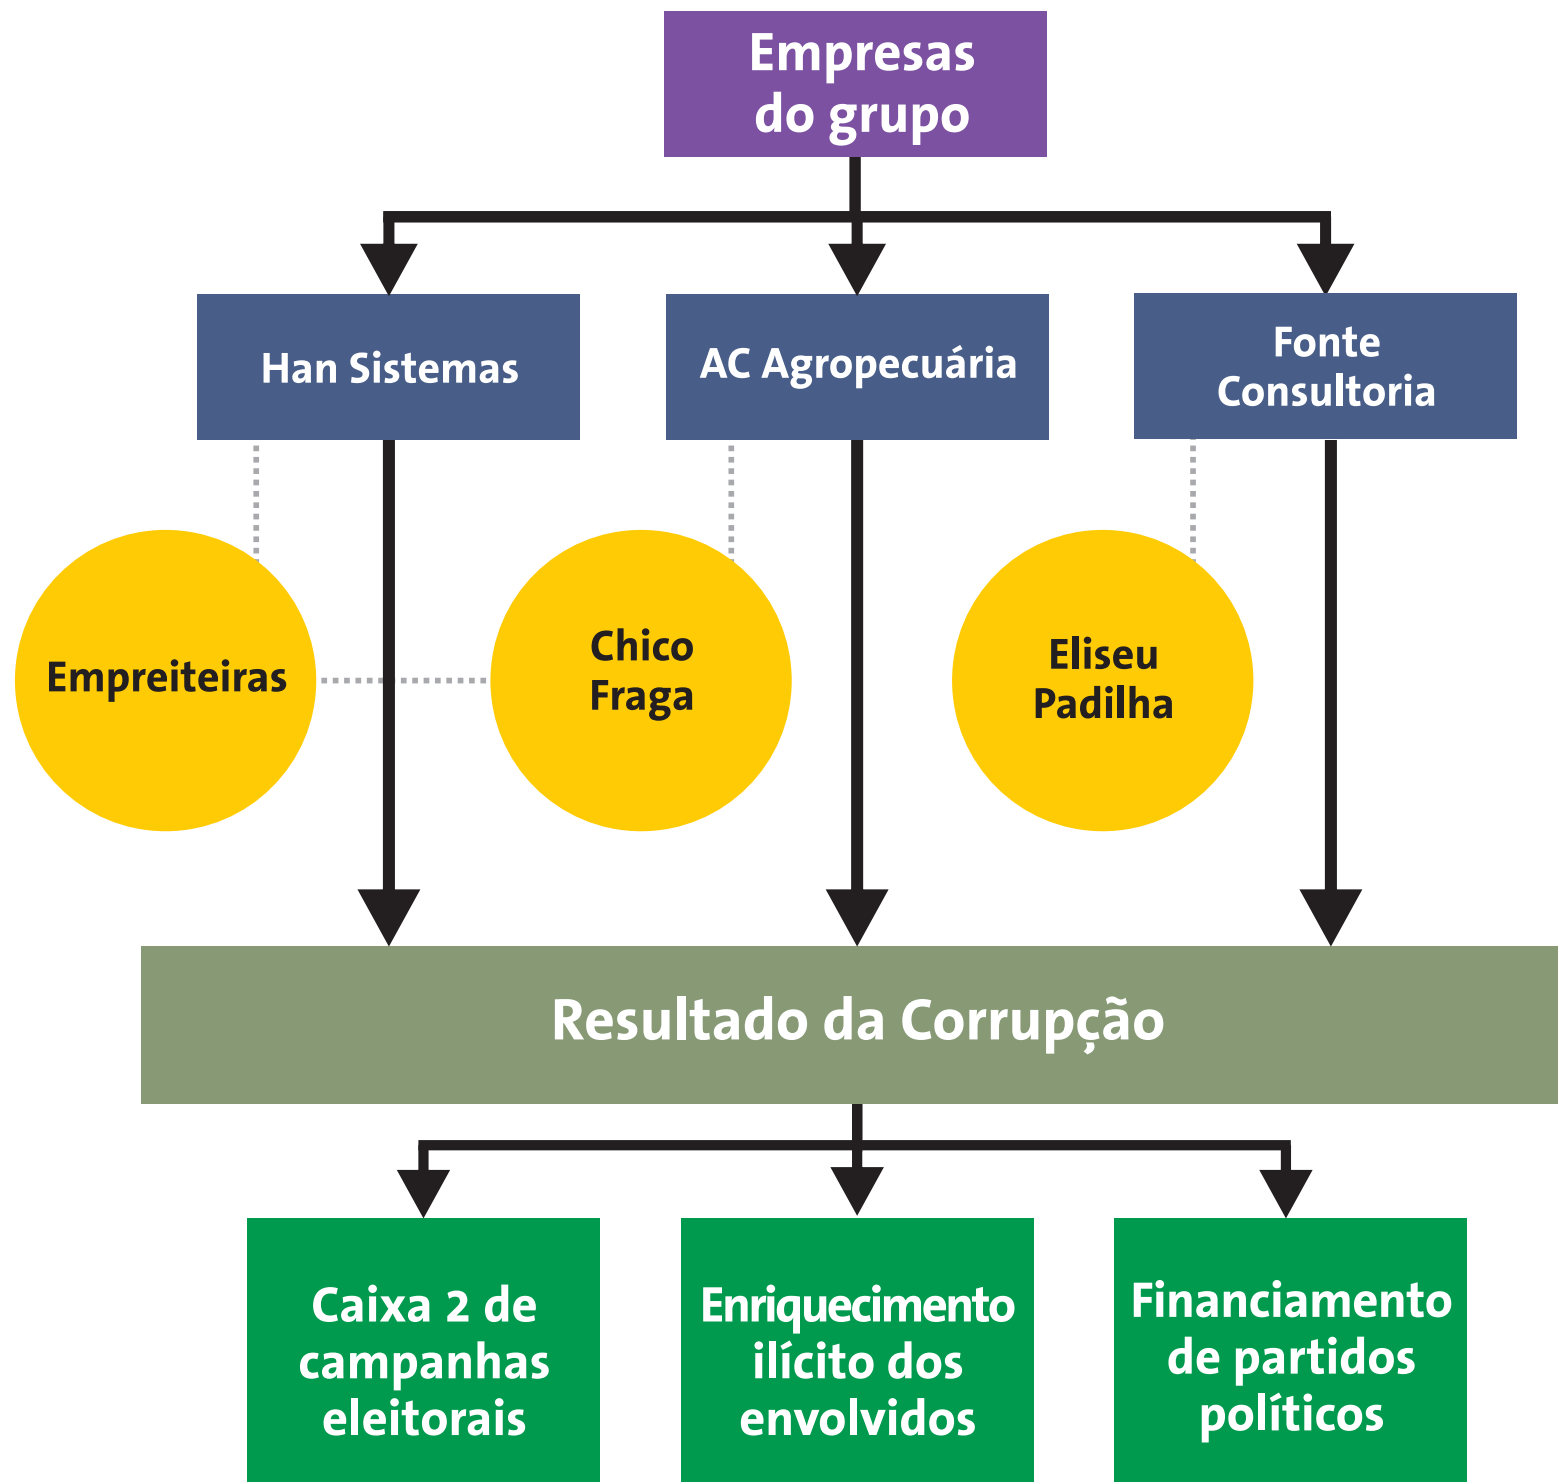 Empresas
do grupo
Han Sistemas
AC Agropecuária
Fonte
Consultoria
Empreiteiras
Chico
Fraga
Eliseu
Padilha
Resultado da Corrupção
Caixa 2 de
campanhas
eleitorais
Enriquecimento
ilícito dos
envolvidos
Financiamento
de partidos
políticos